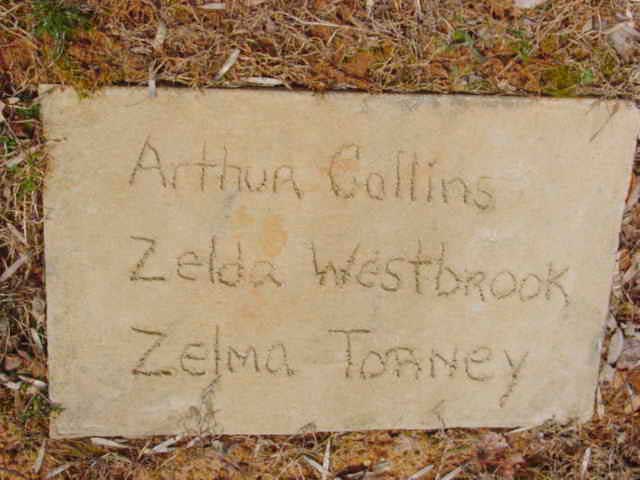 Arthur Collins
Zelda Westbrook
Zelma Torney